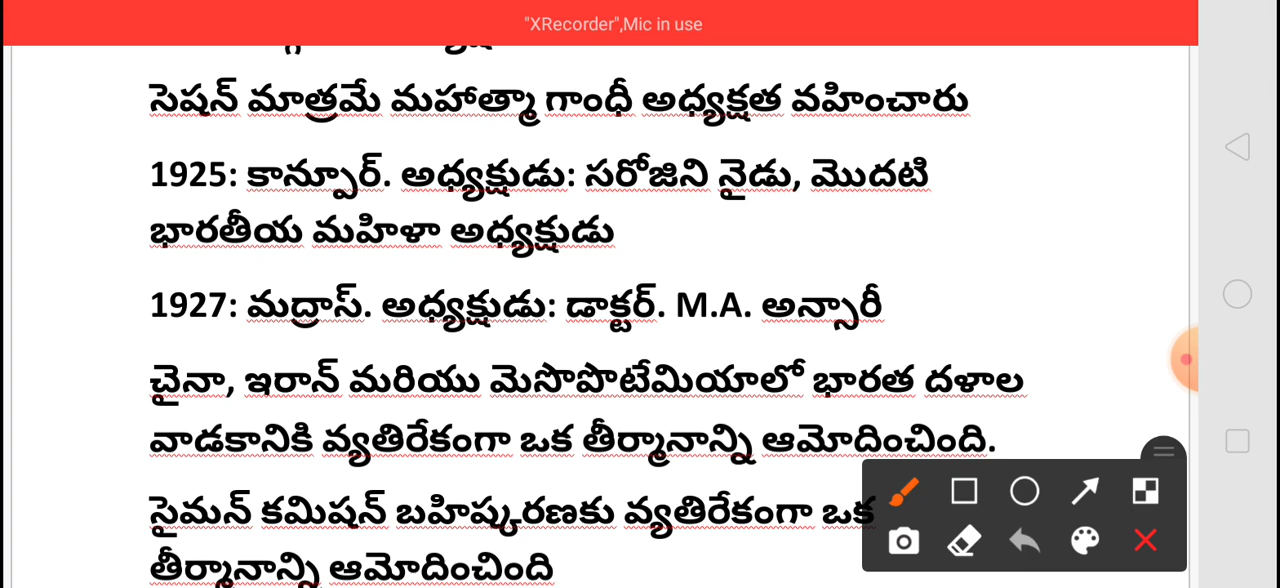 "XRecorder",Mic in use
సెషన్ మాత్రమే మహాత్మా గాంధీ అధ్యక్షత వహించారు
1925: కాన్పూర్. అధ్యక్షుడు: సరోజిని నైడు, మొదటి
భారతీయ మహిళా అధ్యక్షుడు
1927: మద్రాస్. అధ్యక్షుడు: డాక్టర్. M.A. అన్సారీ
చైనా, ఇరాన్ మరియు మెసొపొటేమియాలో భారత దళాల
వాడకానికి వ్యతిరేకంగా ఒక తీర్మానాన్ని ఆమోదించింది.
సైమన్ కమిషన్ బహిష్కరణకు వ్యతిరేకంగా ఒక
తీర్మానాన్ని ఆమోదించింది